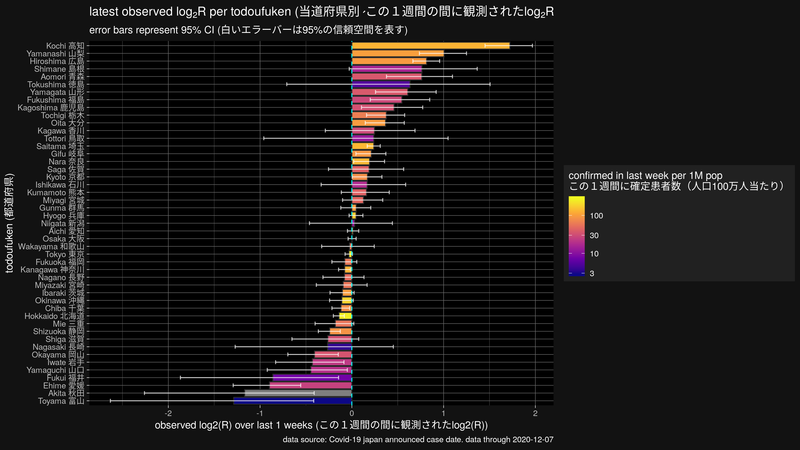 latest observed log₂R per todoufuken (当道府県別 この１週間の間に観測されたlog₂R
error bars represent 95% CI (白いエラーバーは95%の信頼空間を表す)
todoufuken (都道府県)
Kochi 高知
Yamanashi 山梨
Hiroshima 広島
Shimane 島根
Aomori 青森
Tokushima 徳島
Yamagata 山形
Fukushima 福島
Kagoshima 鹿児島
Tochigi 栃木
Oita 大分
Kagawa 香川
Tottori 鳥取
Saitama 埼玉
Gifu 岐阜
Nara 奈良
Saga 佐賀
Kyoto 京都
Ishikawa 石川
Kumamoto 熊本
Miyagi 宮城
Gunma 群馬
Hyogo 兵庫
Niigata 新潟
Aichi 愛知
Osaka 大阪
Wakayama 和歌山
Tokyo 東京
Fukuoka 福岡
Kanagawa 神奈川
Nagano 長野
Miyazaki 宮崎
Ibaraki 茨城
Okinawa 沖縄
Chiba 千葉
Hokkaido 北海道
Mie 三重
Shizuoka 静岡
Shiga 滋賀
Nagasaki 長崎
Okayama 岡山
Iwate 岩手
Yamaguchi 山口
Fukui 福井
Ehime 愛媛
Akita 秋田
Toyama 富山
-2 -1 0 1 2
observed log2(R) over last 1 weeks (この１週間の間に観測されたlog2(R))
data source: Covid-19 japan announced case date. data through 2020-12-07
confirmed in last week per 1M pop
この１週間に確定患者数（人口100万人当たり）
100
30
10
3